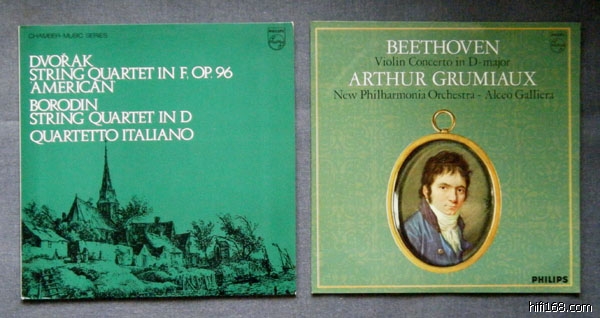 CHAMBER-MUSIC SERIES
DVOŘAK
STRING QUARTET IN F, OP. 96
'AMERICAN'
BORODIN
STRING QUARTET IN D
QUARTETTO ITALIANO
BEETHOVEN
Violin Concerto in D-major
ARTHUR GRUMIAUX
New Philharmonia Orchestra - Alceo Galliera
PHILIPS
hifi168.com